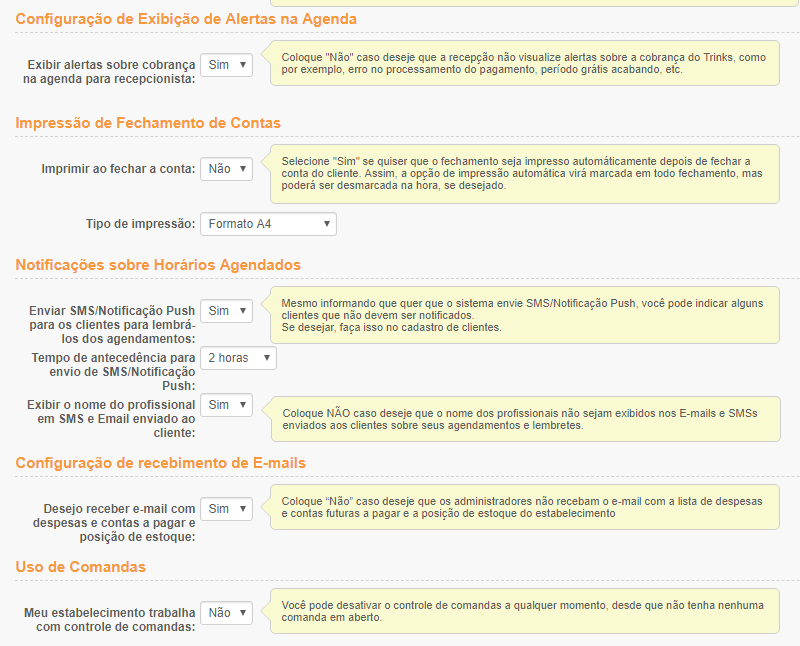 Configuração de Exibição de Alertas na Agenda
Exibir alertas sobre cobrança
na agenda para recepcionista:
Sim
Coloque "Não" caso deseje que a recepção não visualize alertas sobre a cobrança do Trinks, como
por exemplo, erro no processamento do pagamento, período grátis acabando, etc.
Impressão de Fechamento de Contas
Imprimir ao fechar a conta:
Não
Selecione "Sim" se quiser que o fechamento seja impresso automáticamente depois de fechar a
conta do cliente. Assim, a opção de impressão automática virá marcada em todo fechamento, mas
poderá ser desmarcada na hora, se desejado.
Tipo de impressão:
Formato A4
Notificações sobre Horários Agendados
Enviar SMS/Notificação Push
para os clientes para lembrá-
los dos agendamentos:
Sim
Mesmo informando que quer que o sistema envie SMS/Notificação Push, você pode indicar alguns
clientes que não devem ser notificados.
Se desejar, faça isso no cadastro de clientes.
Tempo de antecedência para
envio de SMS/Notificação
Push:
2 horas
Exibir o nome do profissional
em SMS e Email enviado ao
cliente:
Sim
Coloque NÃO caso deseje que o nome dos profissionais não sejam exibidos nos E-mails e SMSs
enviados aos clientes sobre seus agendamentos e lembretes.
Configuração de recebimento de E-mails
Desejo receber e-mail com
despesas e contas a pagar e
posição de estoque:
Sim
Coloque “Não” caso deseje que os administradores não recebam o e-mail com a lista de despesas
e contas futuras a pagar e a posição de estoque do estabelecimento
Uso de Comandas
Meu estabelecimento trabalha
com controle de comandas:
Não
Você pode desativar o controle de comandas a qualquer momento, desde que não tenha nenhuma
comanda em aberto.